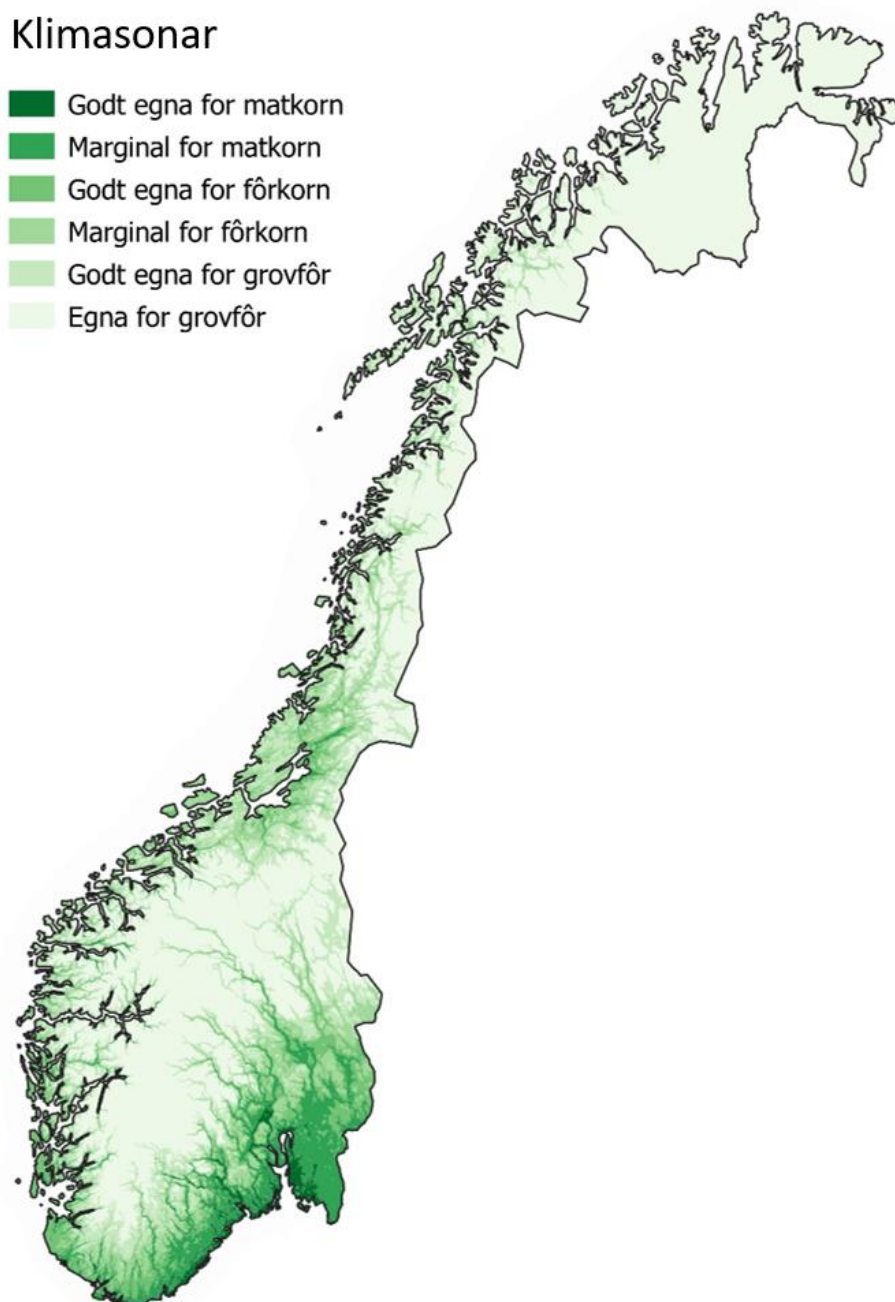 Klimasonar
Godt egna for matkorn
Marginal for matkorn
Godt egna for fôrkorn
Marginal for fôrkorn
Godt egna for grovfôr
Egna for grovfôr